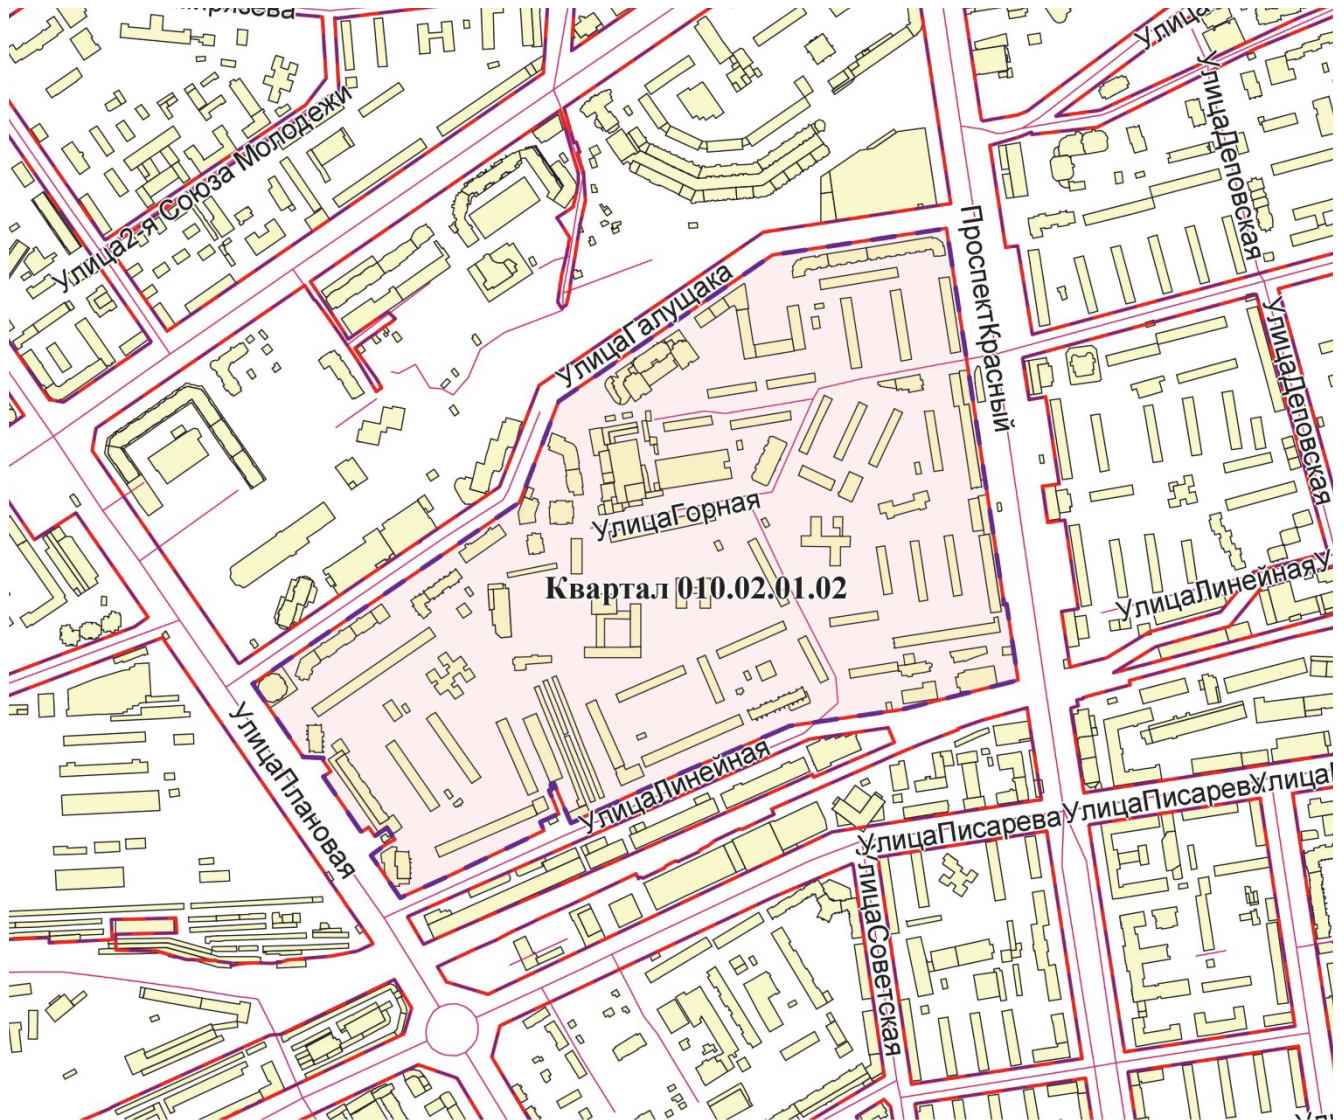 Улица2-я Союза Молодежи
УлицаДеповская
ПроспектКрасный
УлицаГалущака
УлицаДеповская
УлицаГорная
Квартал 010.02.01.02
УлицаЛинейная
УлицаПлановая
УлицаЛинейная
УлицаПисарева
УлицаПисарева
УлицаСоветская